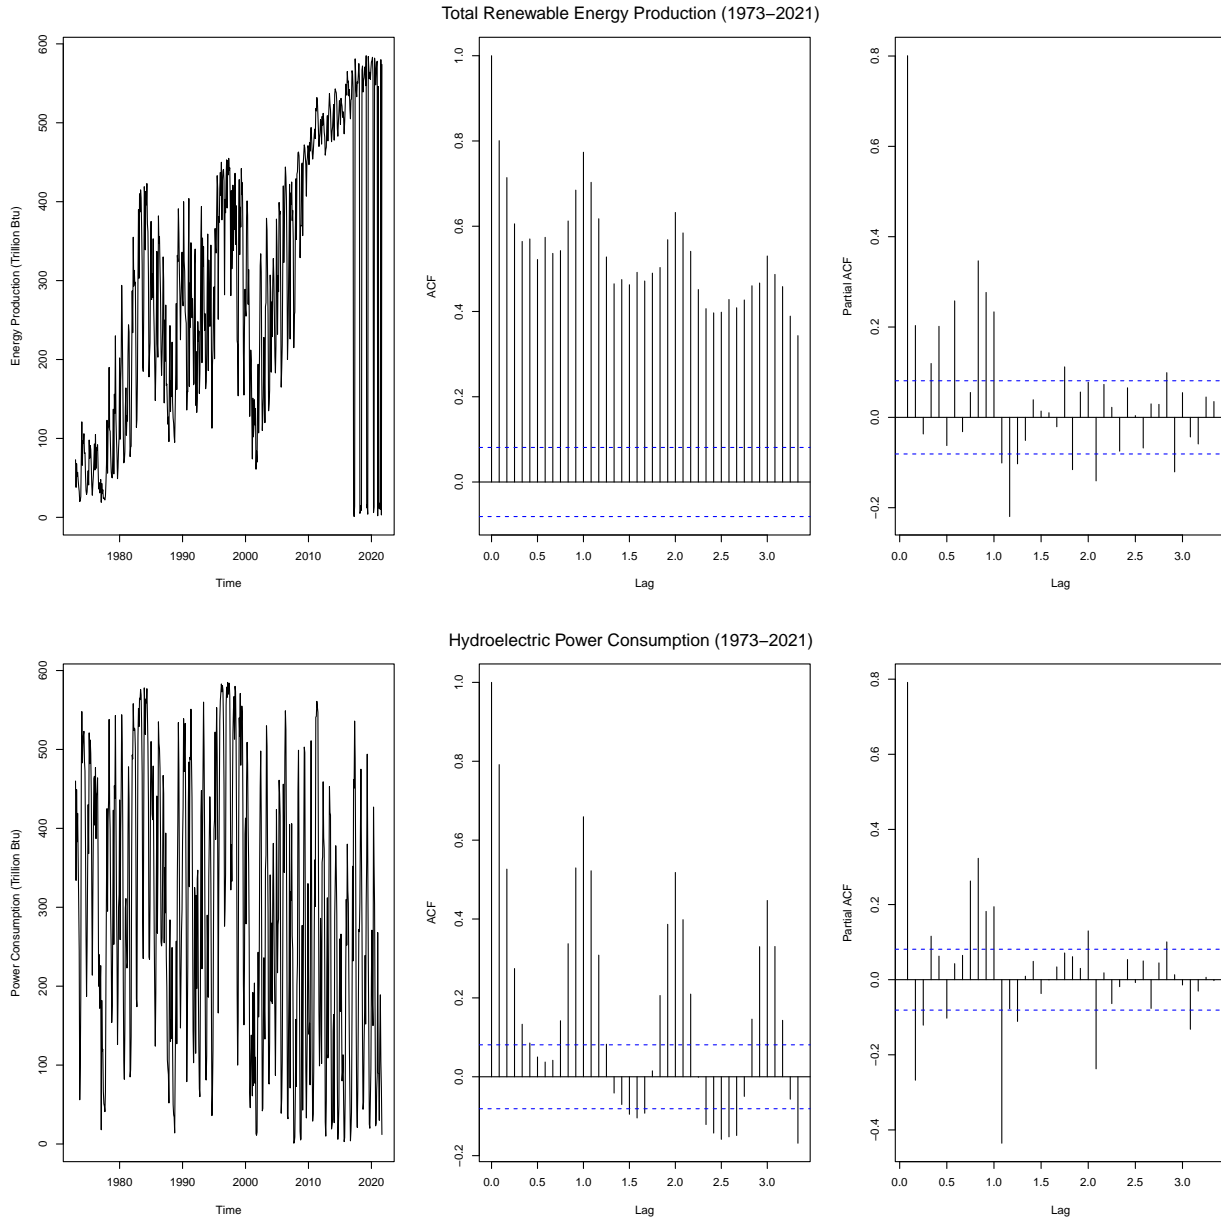 Total Renewable Energy Production (1973−2021)
Energy Production (Trillion Btu)
0 100 200 300 400 500 600
1980 1990 2000 2010 2020
Time
ACF
0.0 0.2 0.4 0.6 0.8 1.0
0.0 0.5 1.0 1.5 2.0 2.5 3.0
Lag
Partial ACF
−0.2 0.0 0.2 0.4 0.6 0.8
0.0 0.5 1.0 1.5 2.0 2.5 3.0
Lag
Hydroelectric Power Consumption (1973−2021)
Power Consumption (Trillion Btu)
0 100 200 300 400 500 600
1980 1990 2000 2010 2020
Time
ACF
−0.2 0.0 0.2 0.4 0.6 0.8 1.0
0.0 0.5 1.0 1.5 2.0 2.5 3.0
Lag
Partial ACF
−0.4 −0.2 0.0 0.2 0.4 0.6 0.8
0.0 0.5 1.0 1.5 2.0 2.5 3.0
Lag